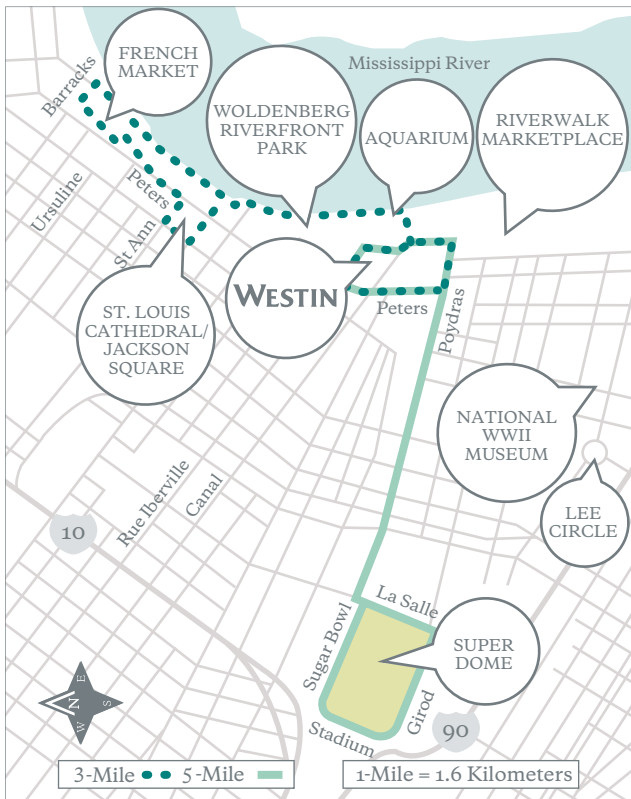 Mississippi River
FRENCH
MARKET
WOLDENBERG
RIVERFRONT
PARK
AQUARIUM
RIVERWALK
MARKETPLACE
Barracks
Ursuline
Peters
St Ann
ST. LOUIS
CATHEDRAL/
JACKSON
SQUARE
WESTIN
Peters
Poydras
NATIONAL
WWII
MUSEUM
LEE
CIRCLE
Rue Iberville
Canal
10
La Salle
Sugar Bowl
SUPER
DOME
Girod
Stadium
90
N
E
S
W
3-Mile
5-Mile
1-Mile = 1.6 Kilometers